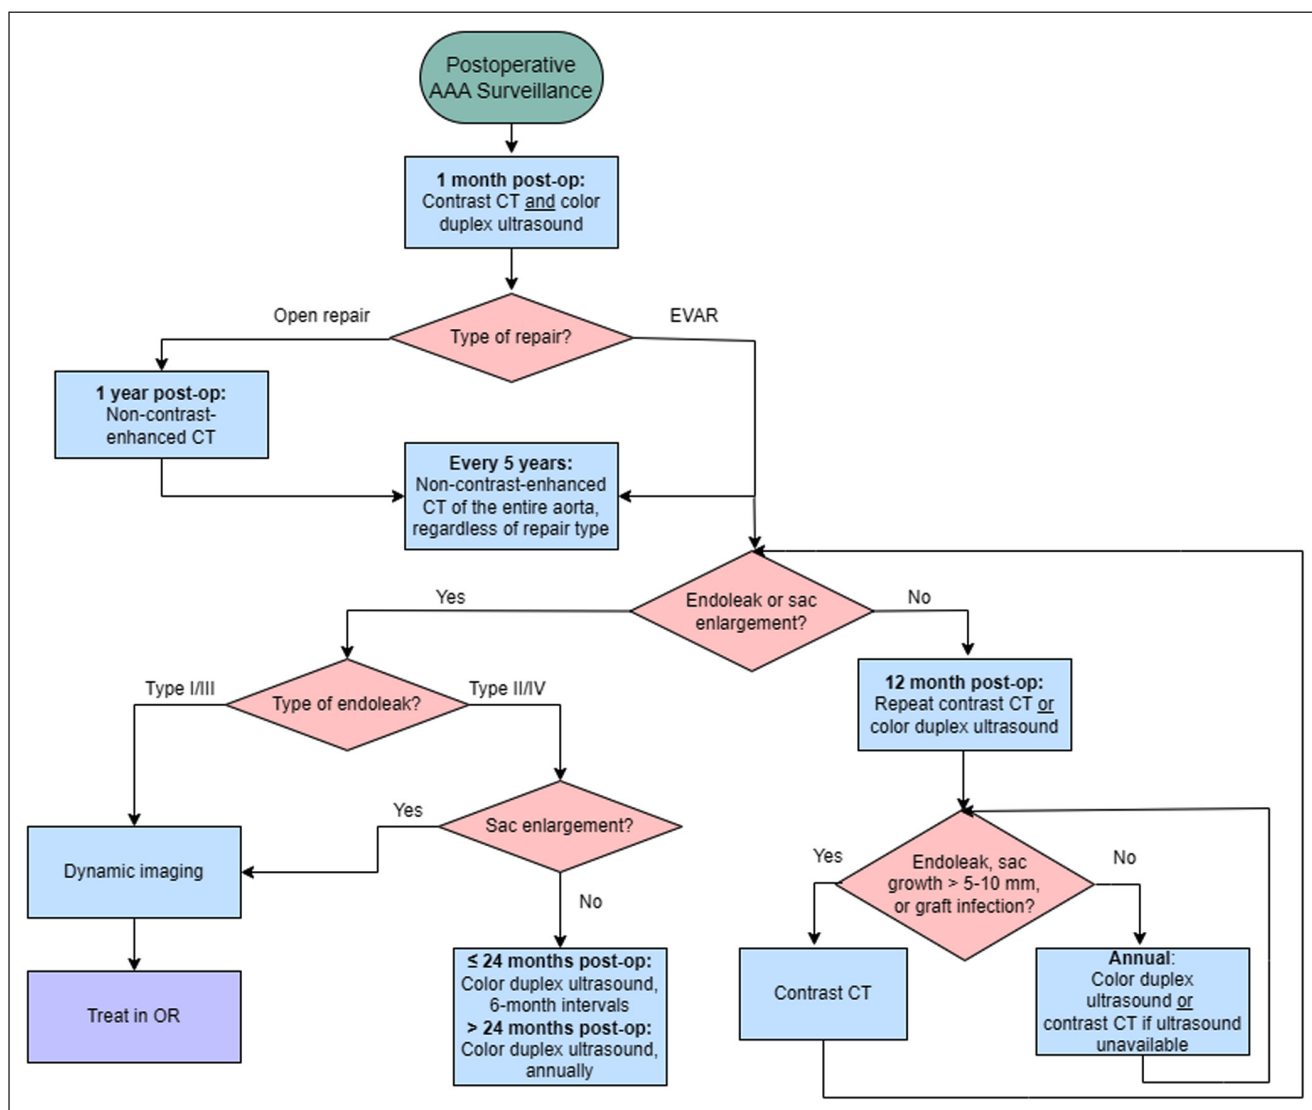 Postoperative
AAA Surveillance
1 month post-op:
Contrast CT and color
duplex ultrasound
Open repair
Type of repair?
EVAR
1 year post-op:
Non-contrast-
enhanced CT
Every 5 years:
Non-contrast-enhanced
CT of the entire aorta,
regardless of repair type
Yes
Endoleak or sac
enlargement?
No
Type I/III
Type of endoleak?
Type II/IV
12 month post-op:
Repeat contrast CT or
color duplex ultrasound
Yes
Sac enlargement?
No
Dynamic imaging
Treat in OR
≤ 24 months post-op:
Color duplex ultrasound,
6-month intervals
> 24 months post-op:
Color duplex ultrasound,
annually
Yes
Endoleak, sac
growth > 5-10 mm,
or graft infection?
No
Contrast CT
Annual:
Color duplex
ultrasound or
contrast CT if ultrasound
unavailable